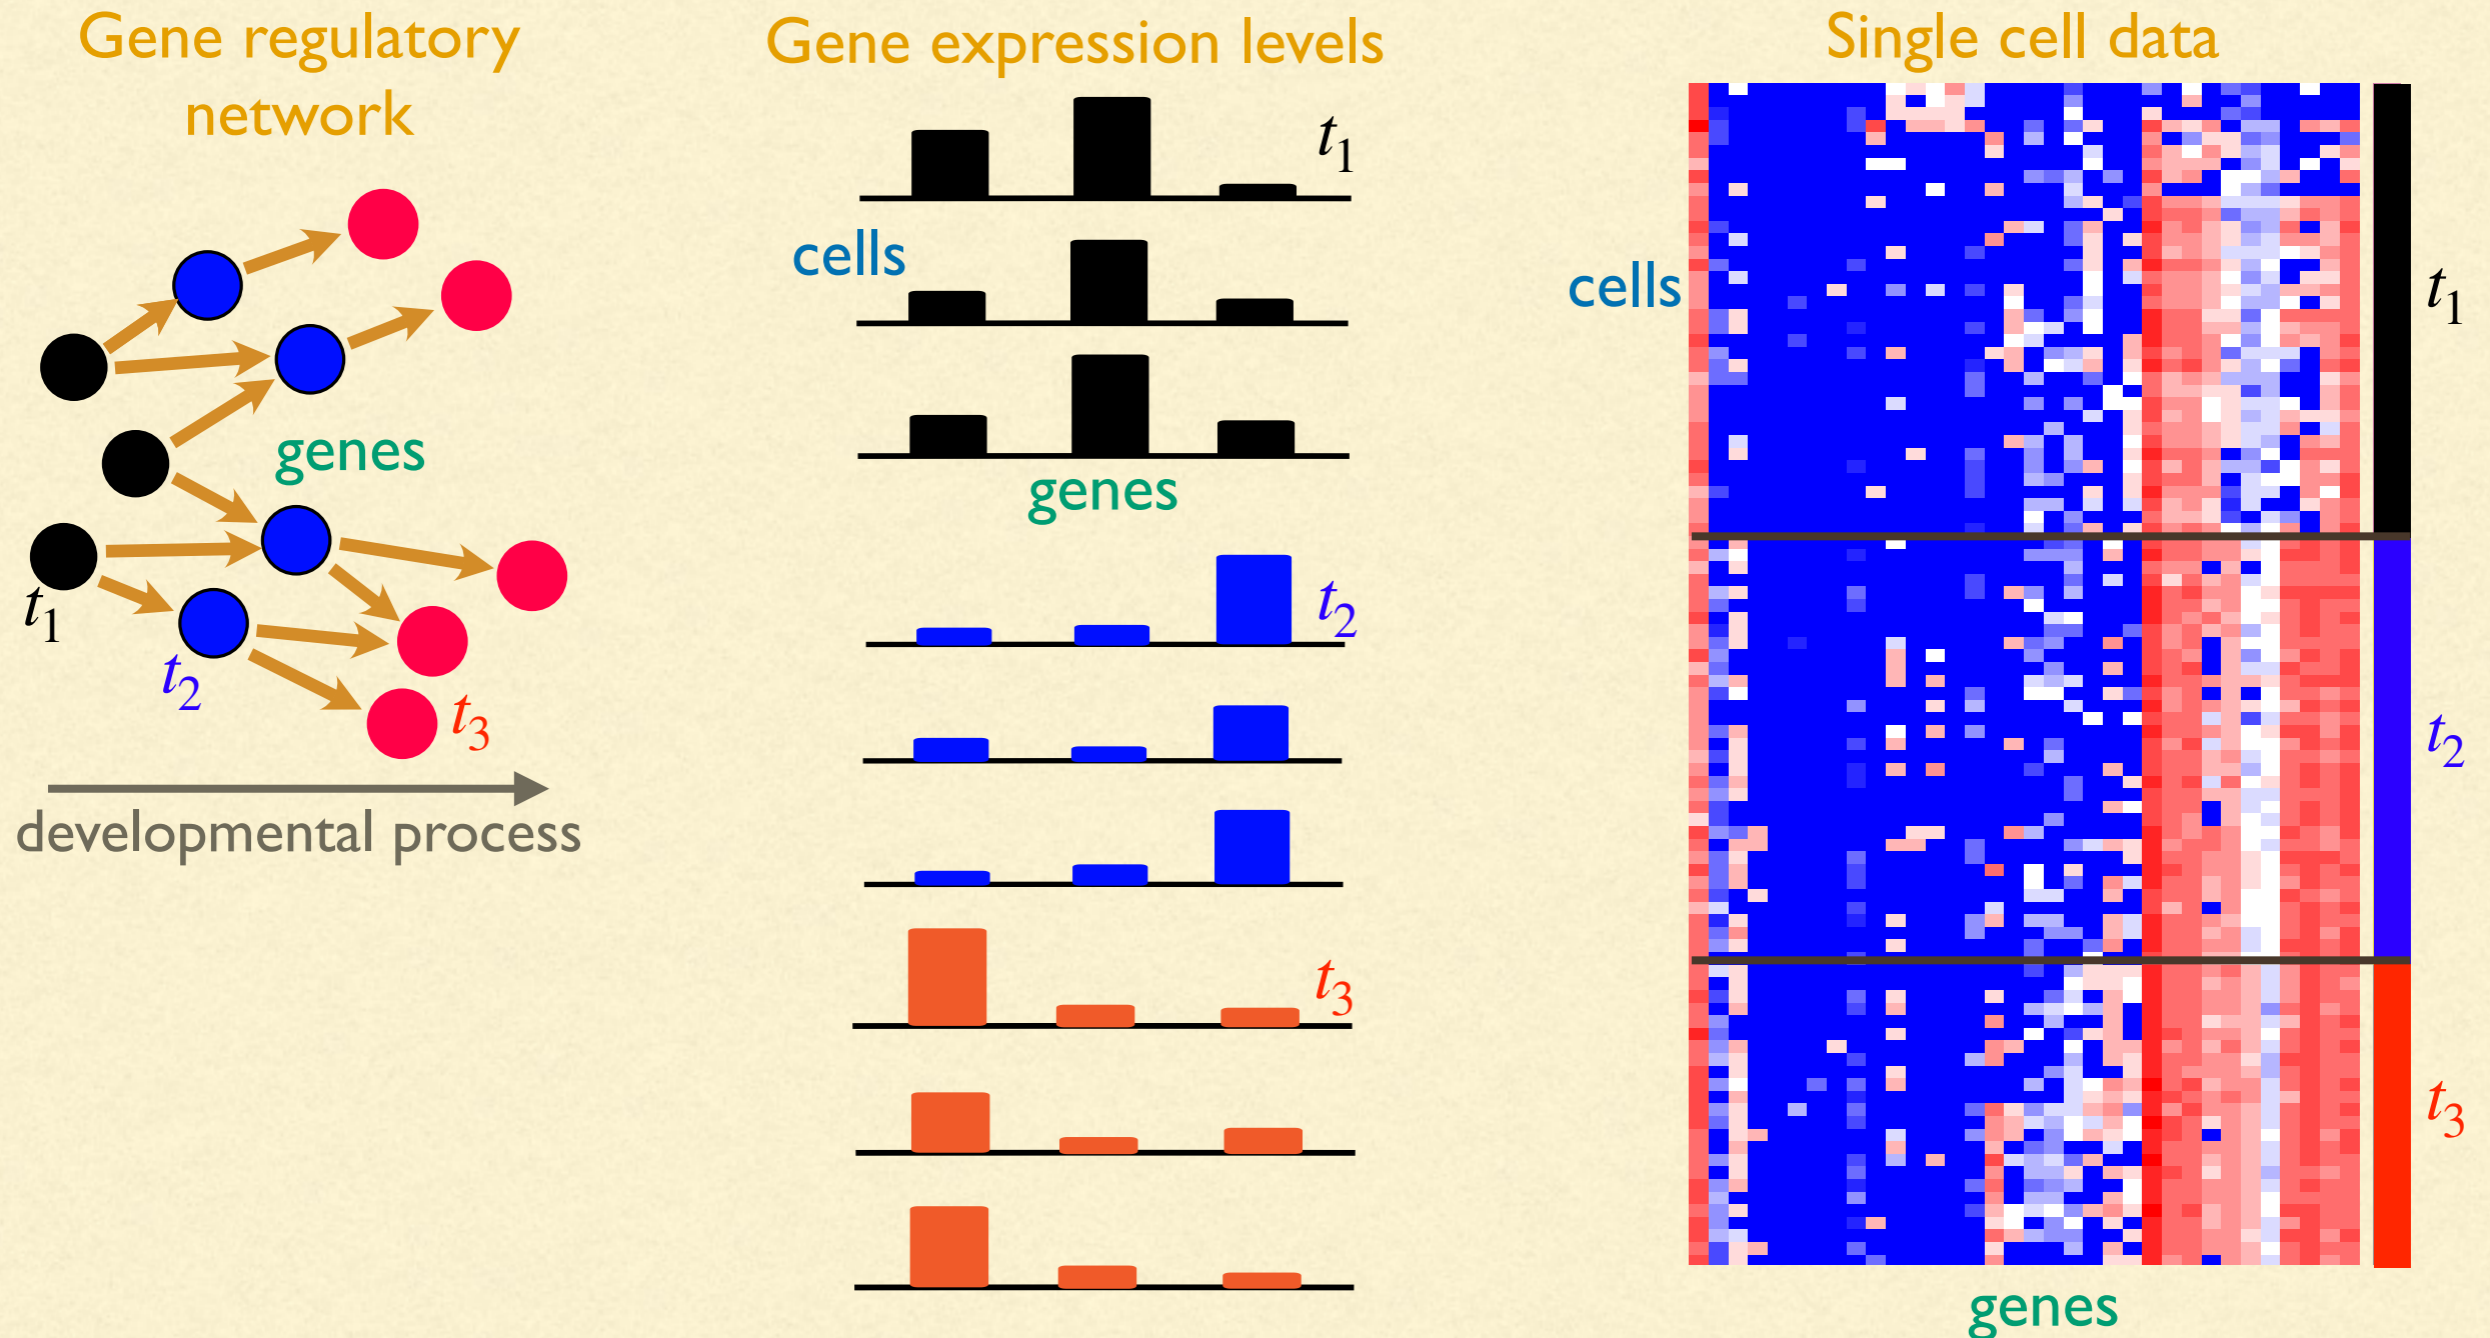 Gene regulatory
network
genes
t1
t2
t3
developmental process
Gene expression levels
t1
cells
genes
t2
t3
Single cell data
cells
t1
t2
t3
genes